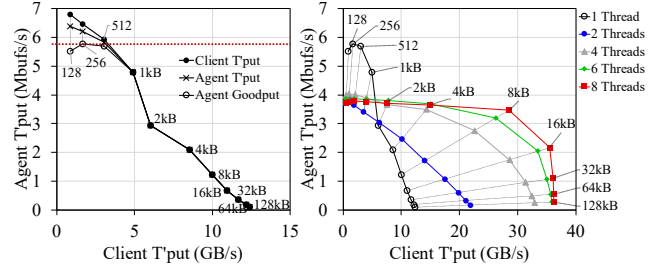 Agent T'put (Mbufs/s)
7
6
5
4
3
2
1
0
512
128
256
1kB
2kB
4kB
8kB
16kB
32kB
64kB
128kB
Client T'put
Agent T'put
Agent Goodput
0 5 10 15
Client T'put (GB/s)
Agent T'put (Mbufs/s)
7
6
5
4
3
2
1
0
128
256
512
1kB
2kB
4kB
8kB
16kB
32kB
64kB
128kB
0 10 20 30 40
Client T'put (GB/s)
1 Thread
2 Threads
4 Threads
6 Threads
8 Threads